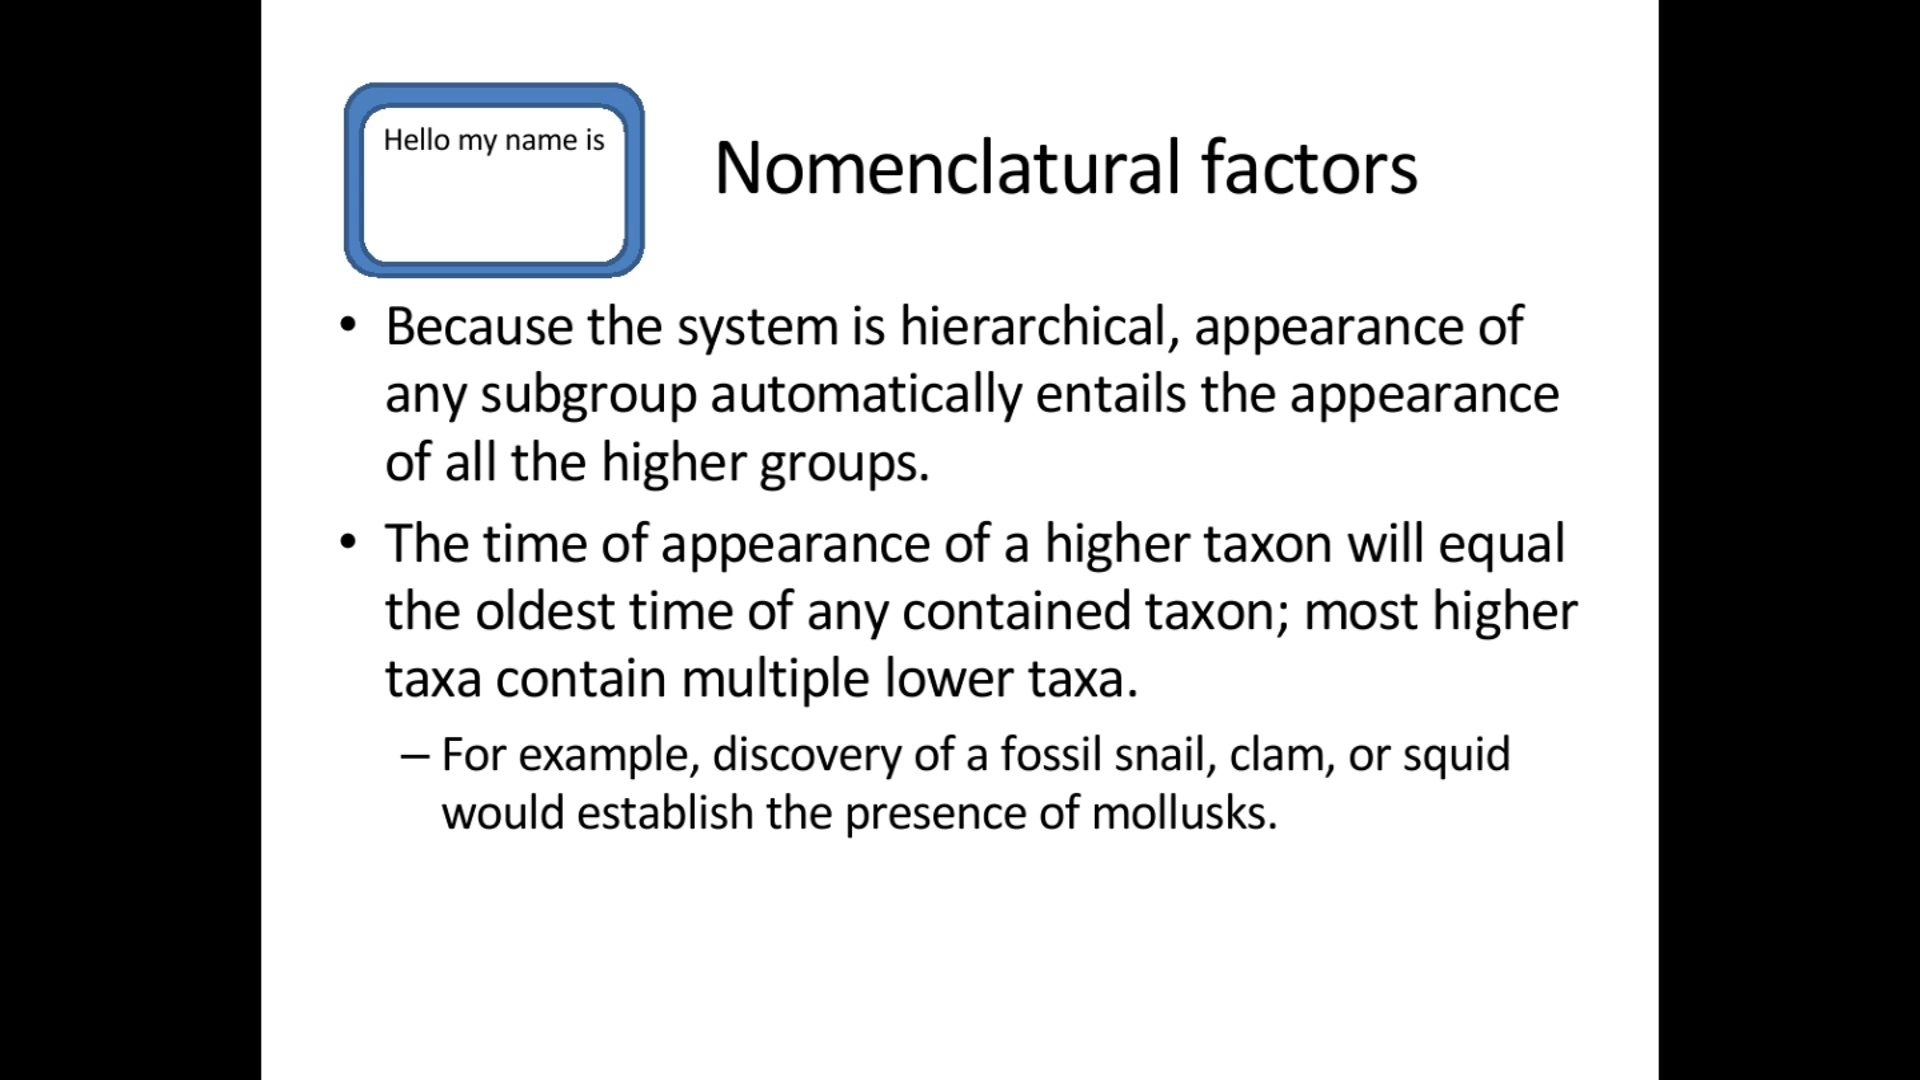 Hello my name is
Nomenclatural factors
• Because the system is hierarchical, appearance of
any subgroup automatically entails the appearance
of all the higher groups.
• The time of appearance of a higher taxon will equal
the oldest time of any contained taxon; most higher
taxa contain multiple lower taxa.
– For example, discovery of a fossil snail, clam, or squid
would establish the presence of mollusks.